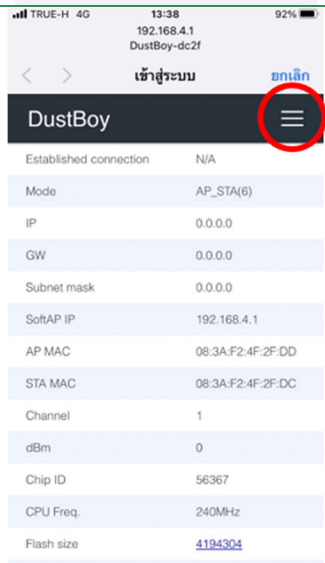 TRUE-H 4G 13:38 92%
192.168.4.1
DustBoy-dc2f
เข้าสู่ระบบ ยกเลิก
DustBoy
Established connection N/A
Mode AP_STA(6)
IP 0.0.0.0
GW 0.0.0.0
Subnet mask 0.0.0.0
SoftAP IP 192.168.4.1
AP MAC 08:3A:F2:4F:2F:DD
STA MAC 08:3A:F2:4F:2F:DC
Channel 1
dBm 0
Chip ID 56367
CPU Freq. 240MHz
Flash size 4194304